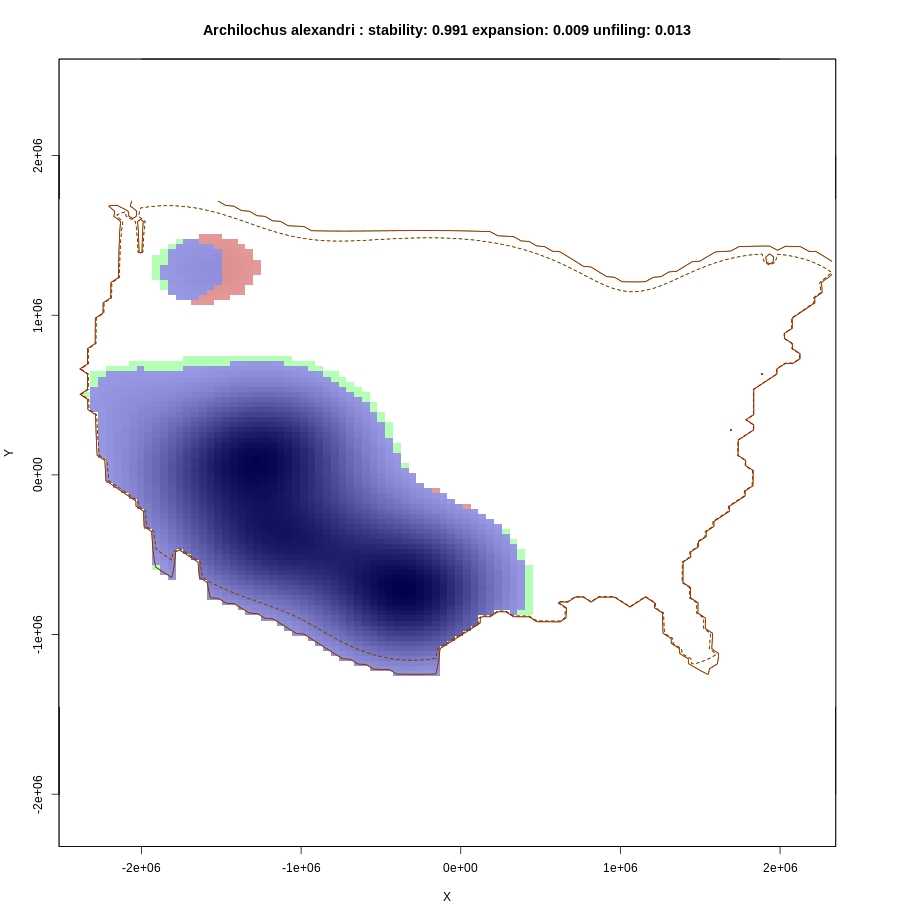 Archilochus alexandri : stability: 0.991 expansion: 0.009 unfiling: 0.013
2e+06
1e+06
0e+00
-1e+06
-2e+06
Y
-2e+06 -1e+06 0e+00 1e+06 2e+06
X